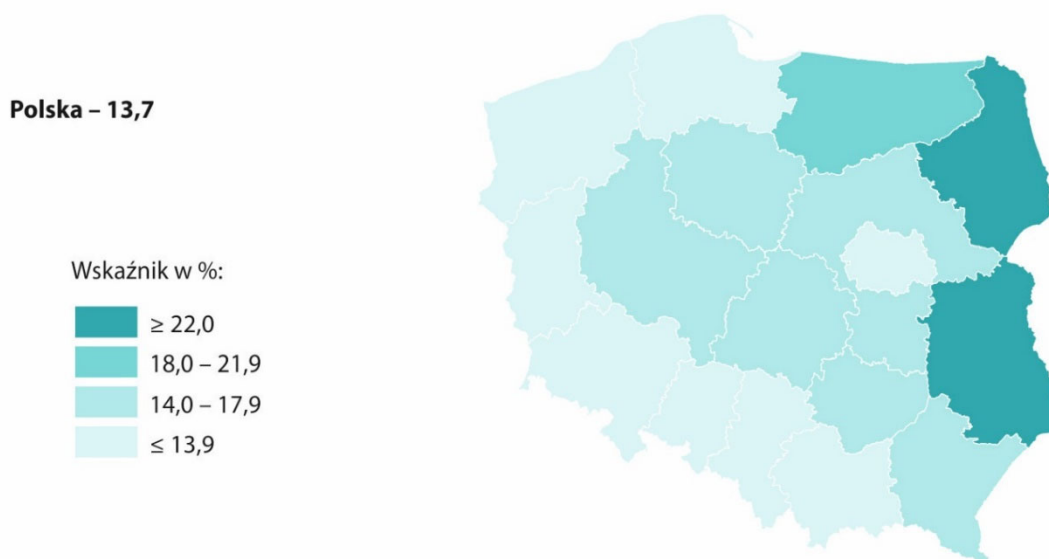 Polska – 13,7
Wskaźnik w %:
≥ 22,0
18,0 – 21,9
14,0 – 17,9
≤ 13,9